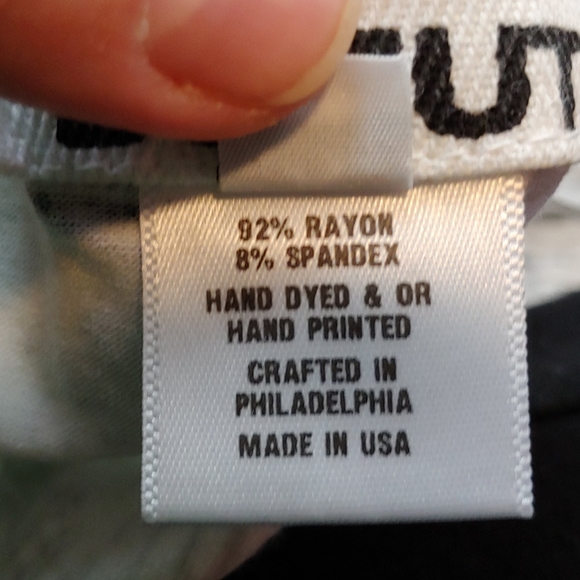 92% RAYON
8% SPANDEX
HAND DYED & OR
HAND PRINTED
CRAFTED IN
PHILADELPHIA
MADE IN USA